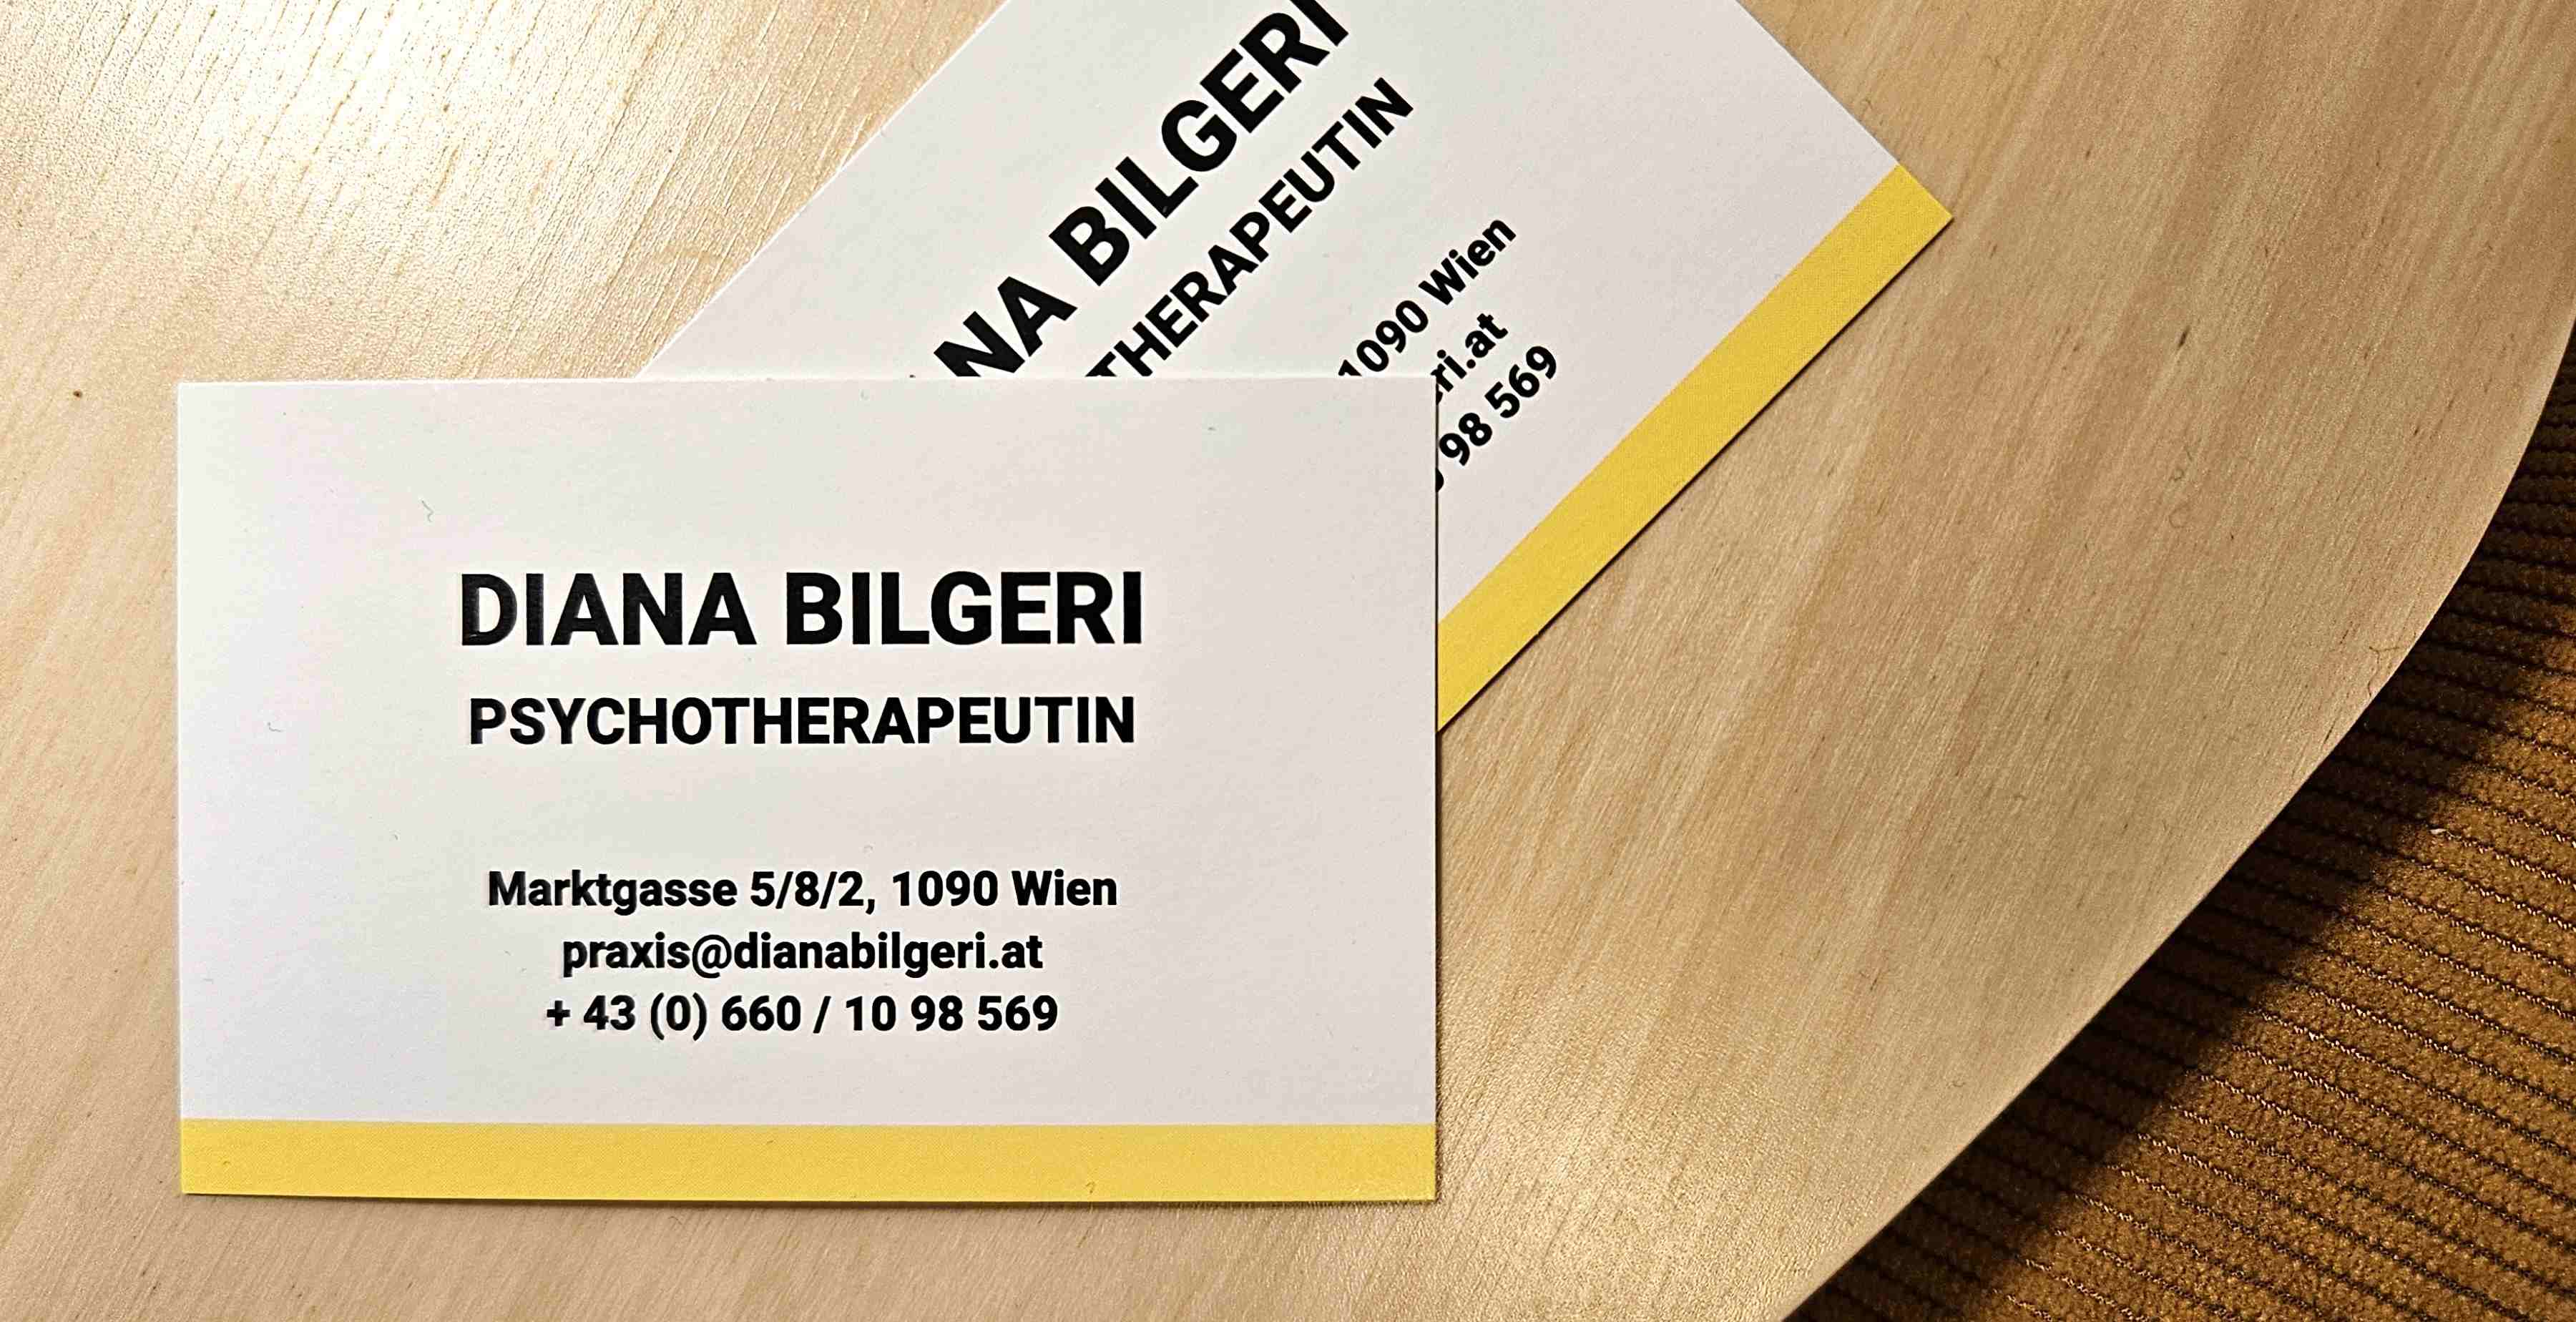 DIANA BILGERI
PSYCHOTHERAPEUTIN
Marktgasse 5/8/2, 1090 Wien
praxis@dianabilgeri.at
+ 43 (0) 660 / 10 98 569
NA BILGERI
THERAPEUTIN
1090 Wien
ri.at
98 569